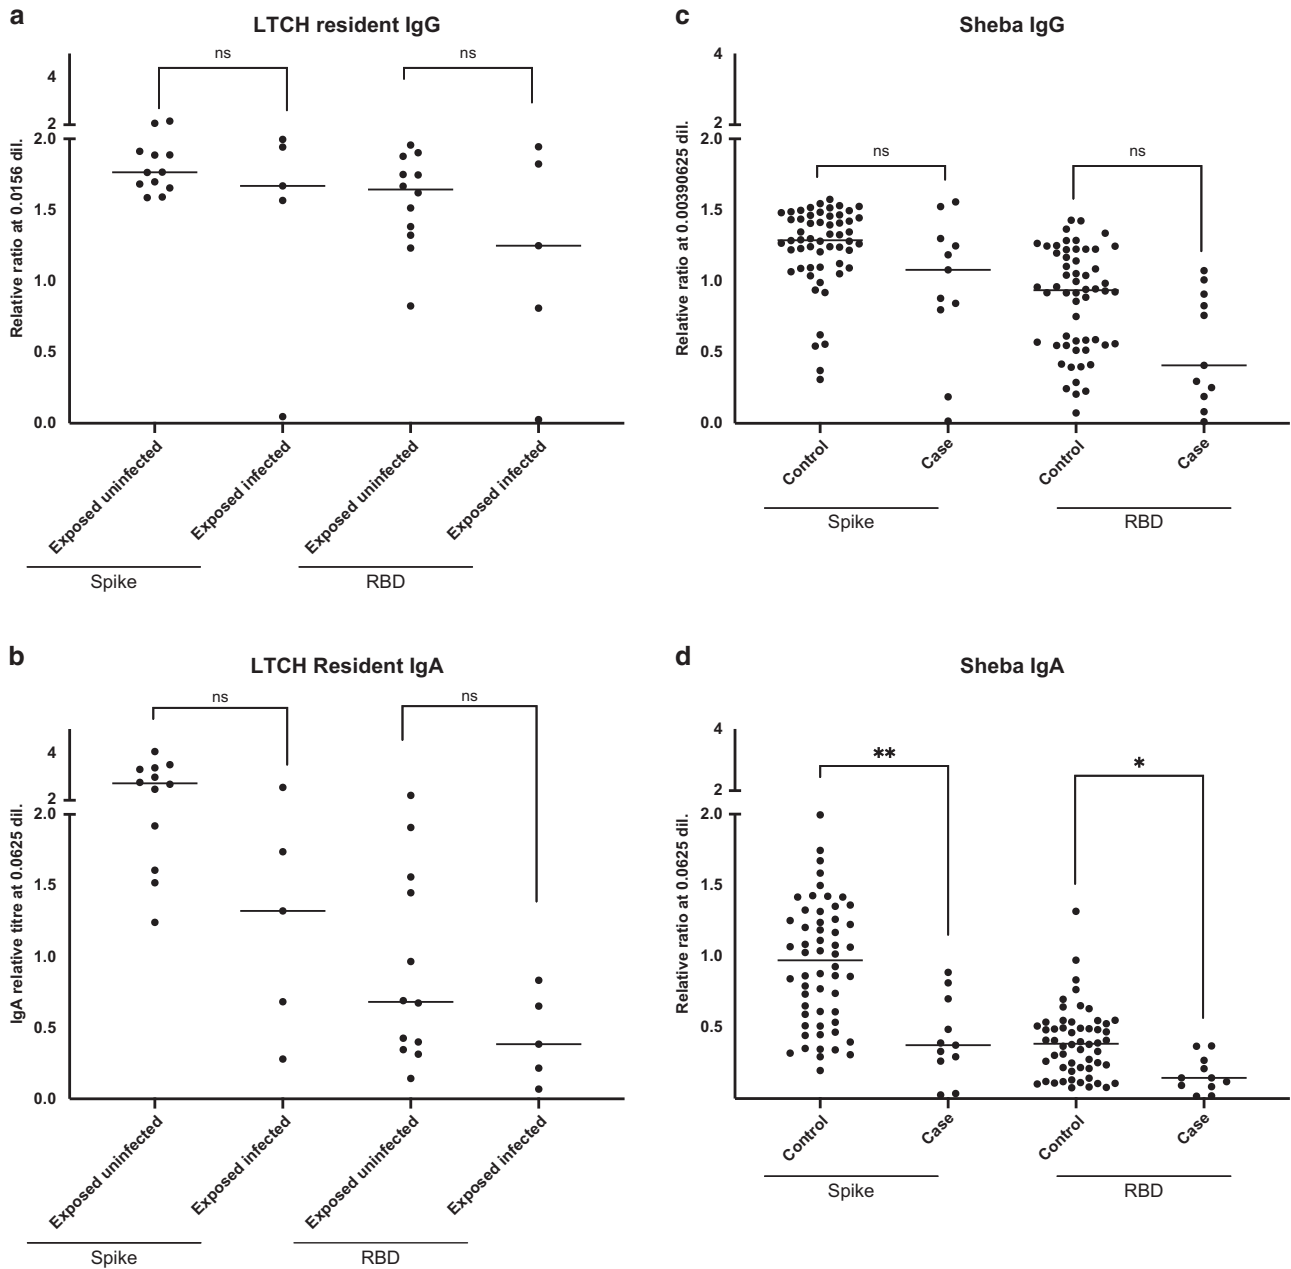 a
LTCH resident IgG
ns
ns
4
2
2.0
1.5
1.0
0.5
0.0
Relative ratio at 0.0156 dil.
Exposed uninfected
Exposed infected
Exposed uninfected
Exposed infected
Spike
RBD
c
Sheba IgG
4
2
2.0
1.5
1.0
0.5
0.0
Relative ratio at 0.00390625 dil.
ns
ns
Control
Case
Control
Case
Spike
RBD
b
LTCH Resident IgA
ns
ns
4
2
2.0
1.5
1.0
0.5
0.0
IgA relative titre at 0.0625 dil.
Exposed uninfected
Exposed infected
Exposed uninfected
Exposed infected
Spike
RBD
d
Sheba IgA
4
2
2.0
1.5
1.0
0.5
Relative ratio at 0.0625 dil.
**
*
Control
Case
Control
Case
Spike
RBD